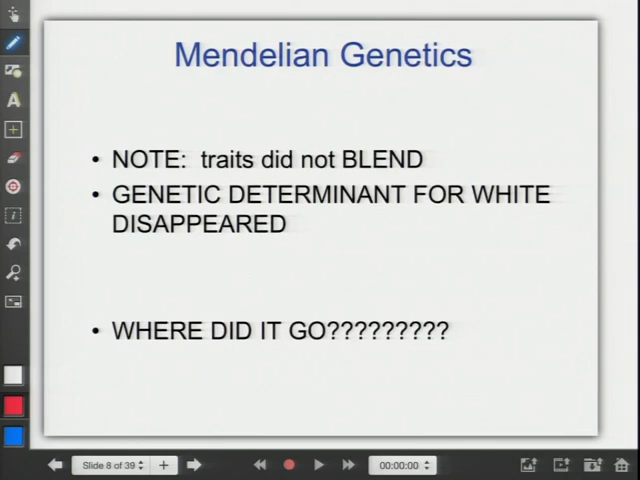 Mendelian Genetics
• NOTE: traits did not BLEND
• GENETIC DETERMINANT FOR WHITE
DISAPPEARED
• WHERE DID IT GO?????????
Slide 8 of 39
00:00:00